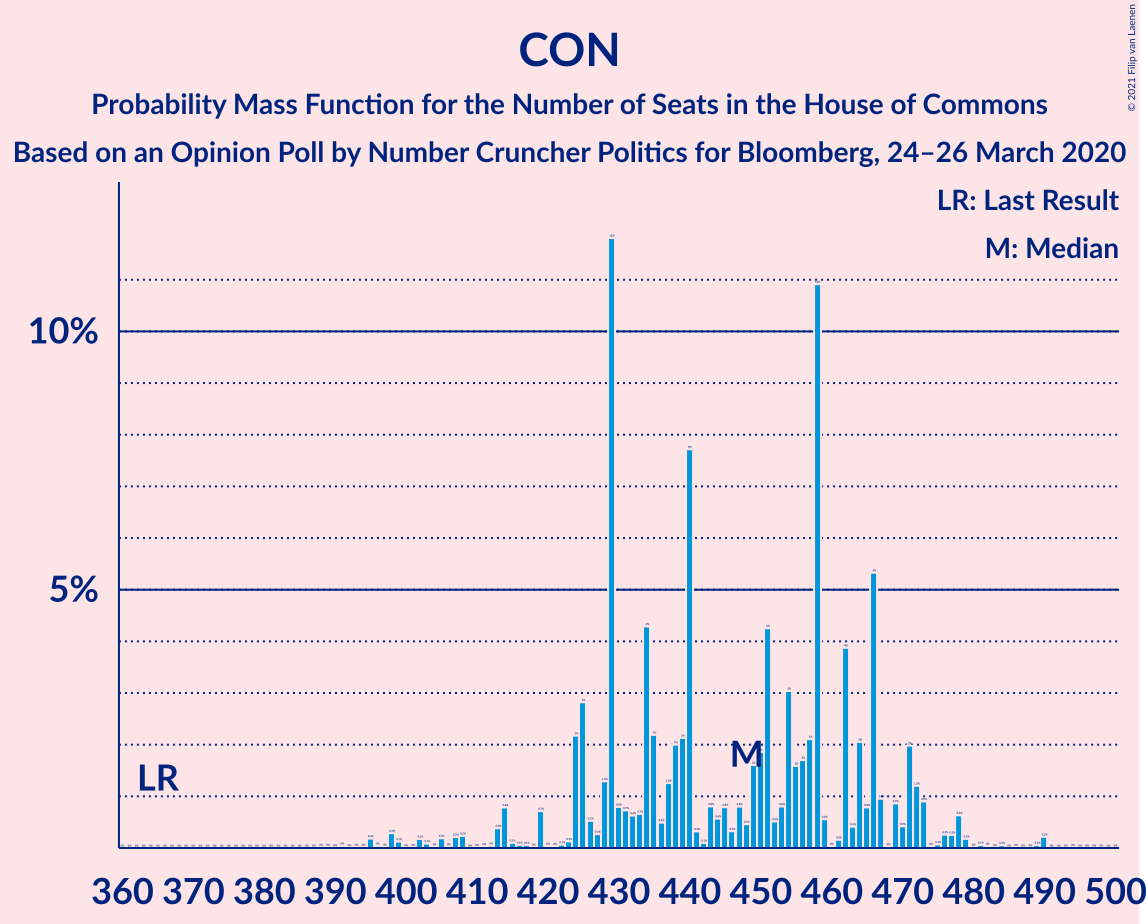 CON
Probability Mass Function for the Number of Seats in the House of Commons
Based on an Opinion Poll by Number Cruncher Politics for Bloomberg, 24–26 March 2020
© 2021 Filip van Laenen
LR: Last Result
M: Median
10%
5%
M
LR
360 370 380 390 400 410 420 430 440 450 460 470 480 490 500